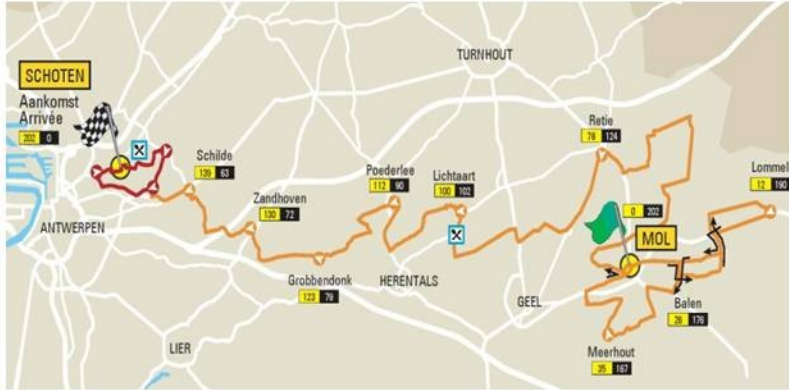 TURNHOUT
SCHOTEN
Aankomst
Arrivée
202 0
Schilde
139 63
Zandhoven
130 72
Poederlee
112 90
Lichtaart
100 102
Retie
78 124
Lommel
12 190
0 202
MOL
ANTWERPEN
Grobbendonk
123 79
HERENTALS
GEEL
Balen
26 176
LIER
Meerhout
35 167